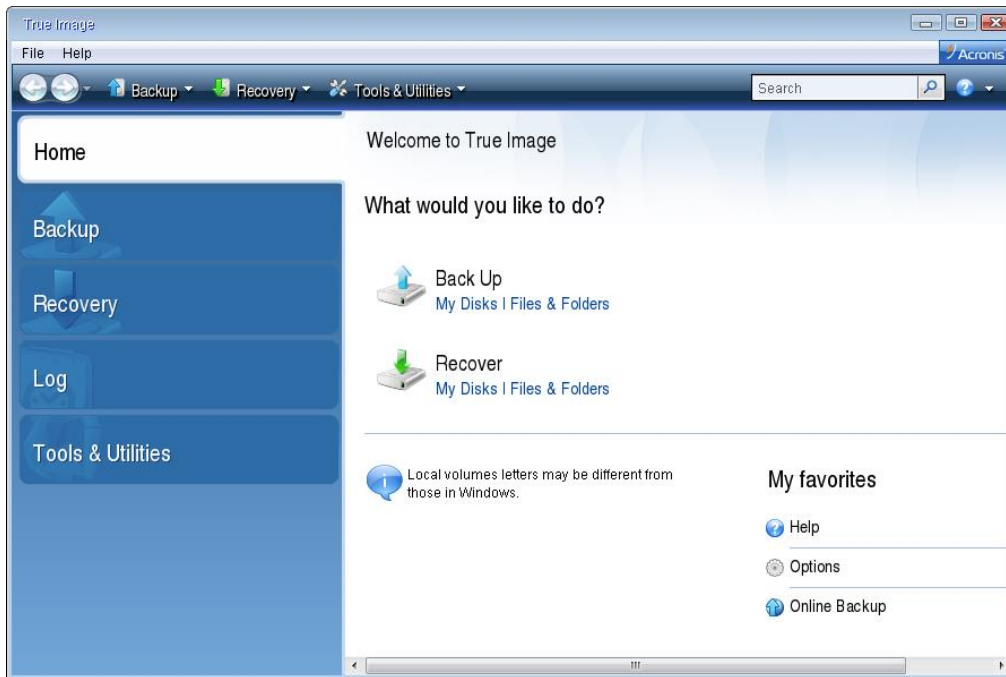 True Image
File Help
Acronis
Backup Recovery Tools & Utilities Search
Home
Backup
Recovery
Log
Tools & Utilities
Welcome to True Image
What would you like to do?
Back Up
My Disks | Files & Folders
Recover
My Disks | Files & Folders
Local volumes letters may be different from
those in Windows.
My favorites
Help
Options
Online Backup